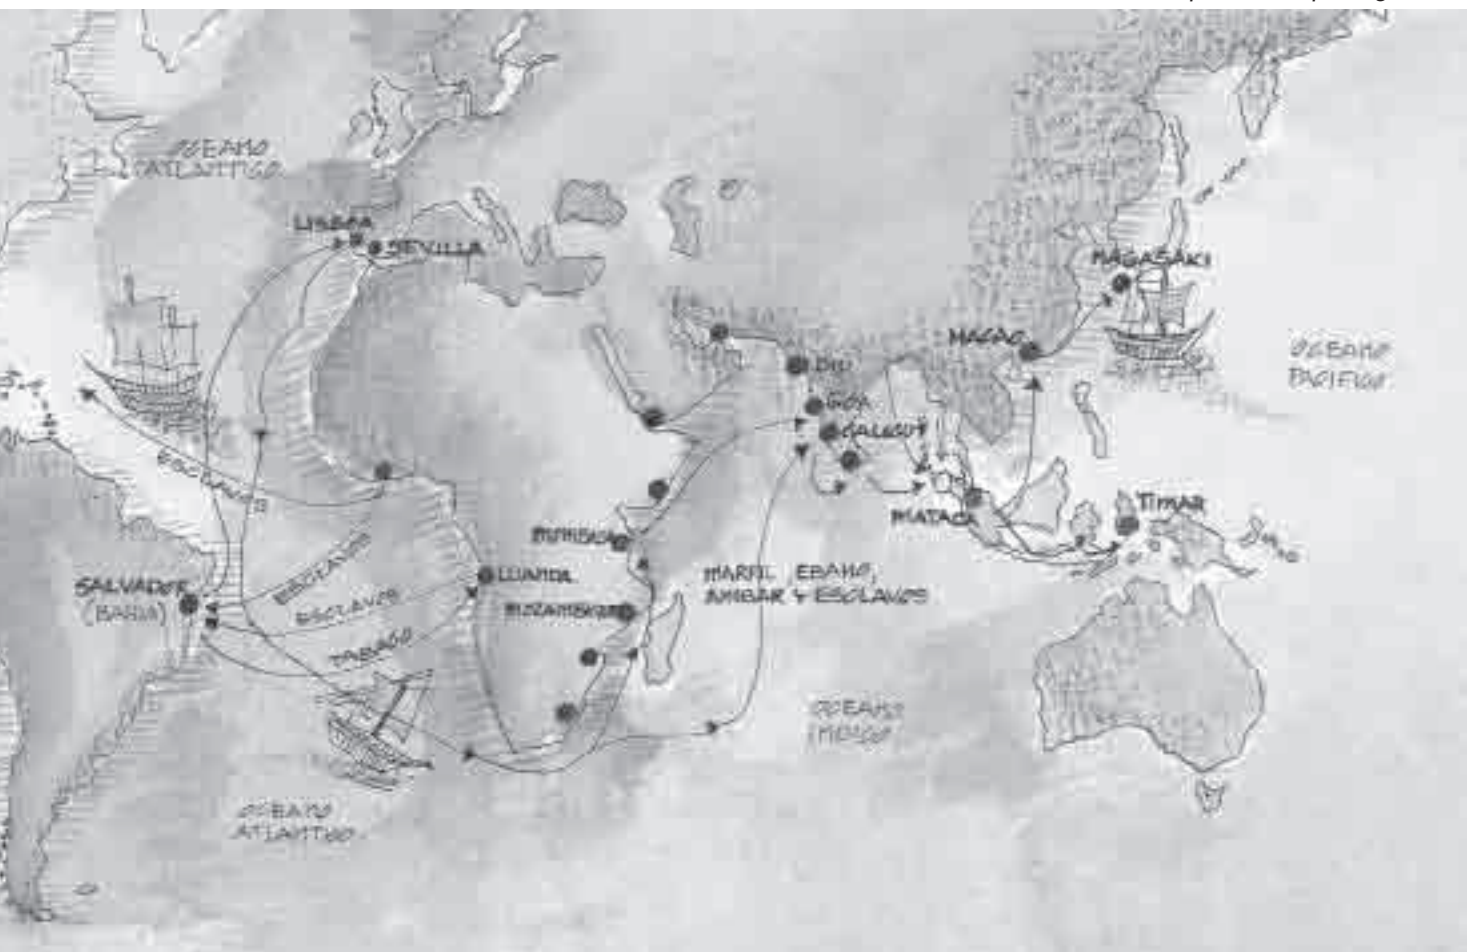 OCEANO
ATLANTICO
LISBOA
SEVILLA
NAGASAKI
MACAO
OCEANO
PACIFICO
DIU
GOA
CALICUT
ESCLAVOS
MALACA
TIMAR
MOMBASA
SALVADOR
(BAHIA)
ESCLAVOS
LUANDA
MARFIL, EBANO,
AMBAR Y ESCLAVOS
ESCLAVOS
MOZAMBIQUE
TABACO
OCEANO
INDICO
OCEANO
ATLANTICO